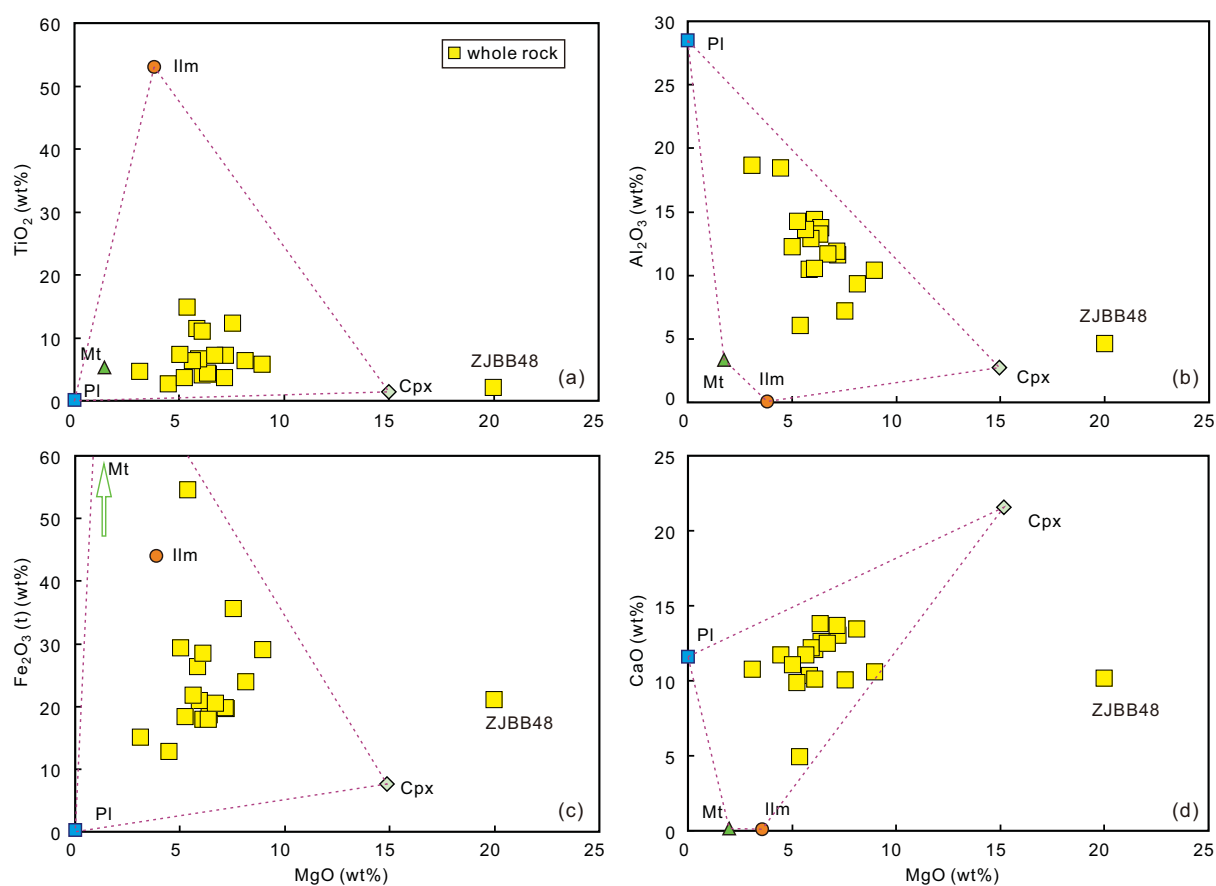 60
50
40
30
20
10
0
TiO2 (wt%)
Ilm
whole rock
Mt
Pl
Cpx
ZJBB48
(a)
0 5 10 15 20 25
30
25
20
15
10
5
0
Al2O3 (wt%)
Pl
Mt
Ilm
Cpx
ZJBB48
(b)
0 5 10 15 20 25
60
50
40
30
20
10
0
Fe2O3 (t) (wt%)
Mt
Ilm
Pl
Cpx
ZJBB48
(c)
0 5 10 15 20 25
MgO (wt%)
25
20
15
10
5
0
CaO (wt%)
Cpx
Pl
ZJBB48
Mt
Ilm
(d)
0 5 10 15 20 25
MgO (wt%)